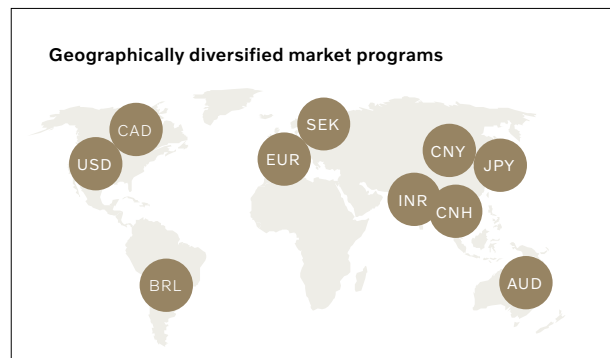 Geographically diversified market programs
CAD
USD
SEK
EUR
CNY
JPY
INR
CNH
BRL
AUD